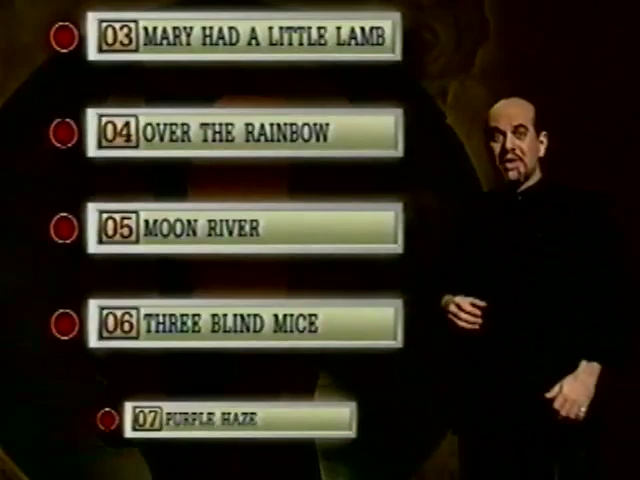 03 MARY HAD A LITTLE LAMB
04 OVER THE RAINBOW
05 MOON RIVER
06 THREE BLIND MICE
07 PURPLE HAZE